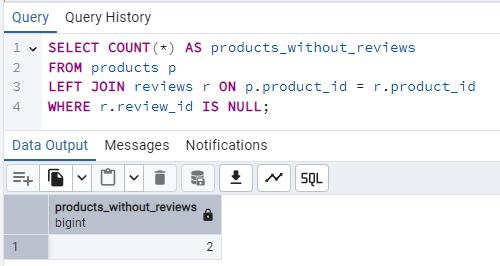 Query Query History
1 SELECT COUNT(*) AS products_without_reviews
2 FROM products p
3 LEFT JOIN reviews r ON p.product_id = r.product_id
4 WHERE r.review_id IS NULL;
Data Output Messages Notifications
SQL
products_without_reviews
bigint
1 2